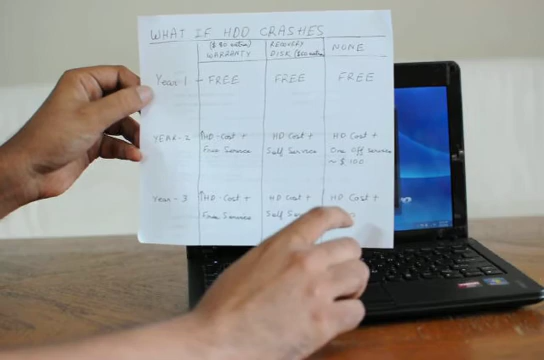 WHAT IF HDD CRASHES
($ extra) WARRANTY
RECOVERY DISK
NONE
Year-1 - FREE FREE FREE
YEAR-2 ↑HD-Cost + HD Cost + HD Cost +
Free Service Self Service One Off Service
~ $100
Year-3 ↑HD-Cost + HD Cost + HD Cost +
Free Service Self